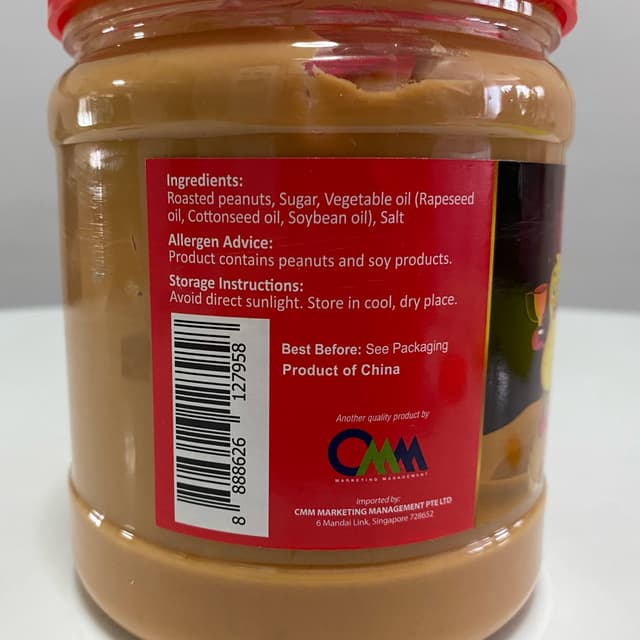 Ingredients:
Roasted peanuts, Sugar, Vegetable oil (Rapeseed
oil, Cottonseed oil, Soybean oil), Salt
Allergen Advice:
Product contains peanuts and soy products.
Storage Instructions:
Avoid direct sunlight. Store in cool, dry place.
Best Before: See Packaging
Product of China
8 888626 127958
Another quality product by
CMM
MARKETING MANAGEMENT
Imported by:
CMM MARKETING MANAGEMENT PTE LTD
6 Mandai Link, Singapore 728652